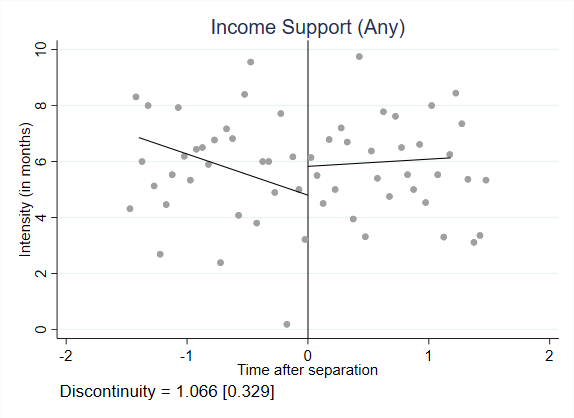 Income Support (Any)
Intensity (in months)
10
8
6
4
2
0
-2 -1 0 1 2
Time after separation
Discontinuity = 1.066 [0.329]